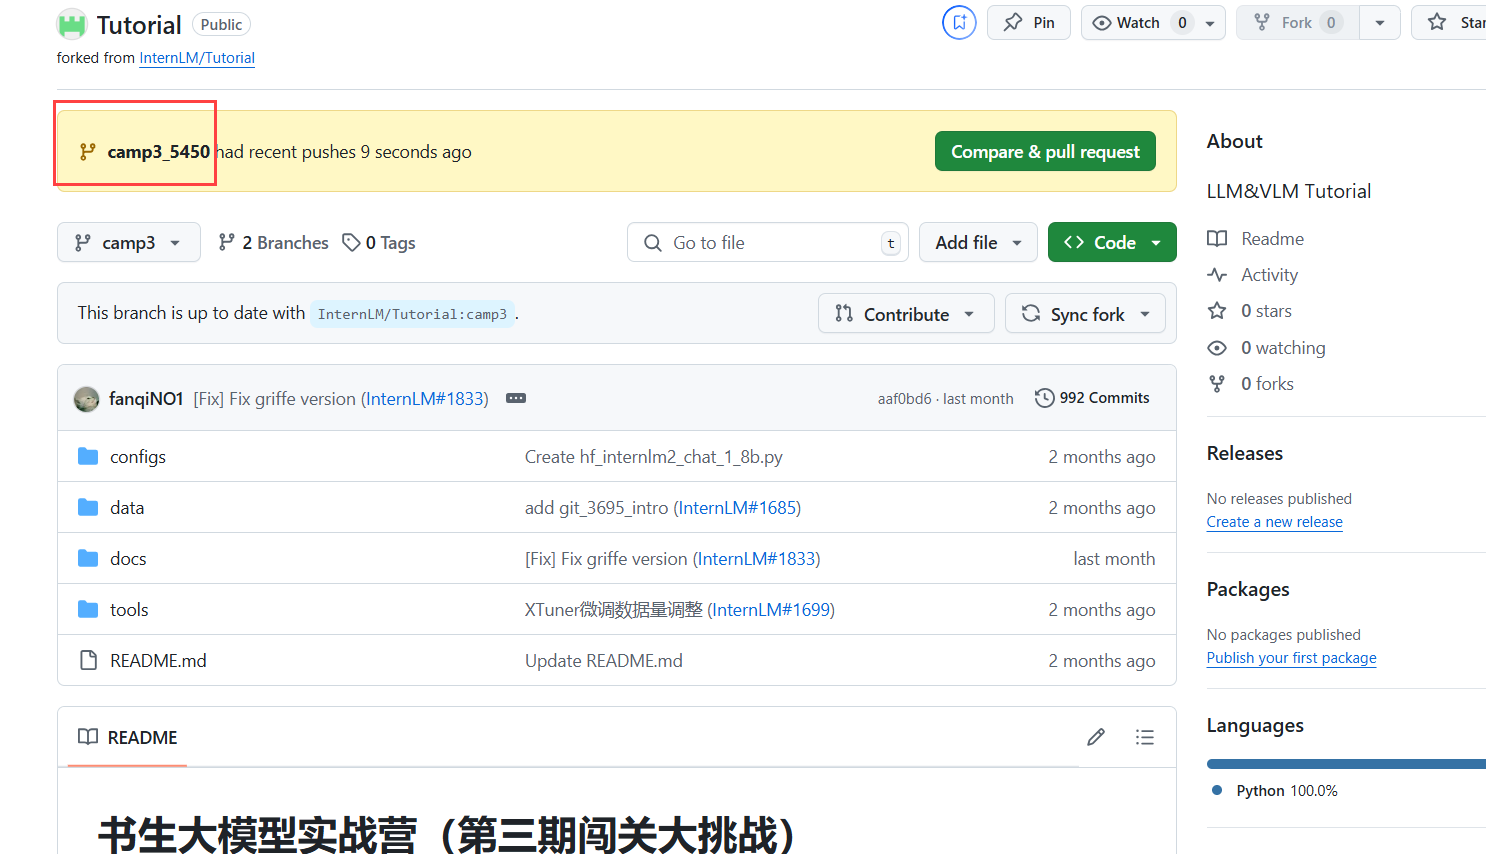 Tutorial Public Pin Watch 0 Fork 0
forked from InternLM/Tutorial
camp3_5450 had recent pushes 9 seconds ago Compare & pull request
camp3 2 Branches 0 Tags Go to file t Add file Code
This branch is up to date with InternLM/Tutorial:camp3 . Contribute Sync fork
fanqiNO1 [Fix] Fix griffe version (InternLM#1833) aaf0bd6 · last month 992 Commits
configs Create hf_internlm2_chat_1_8b.py 2 months ago
data add git_3695_intro (InternLM#1685) 2 months ago
docs [Fix] Fix griffe version (InternLM#1833) last month
tools XTuner微调数据量调整 (InternLM#1699) 2 months ago
README.md Update README.md 2 months ago
README
书生大模型实战营（第三期闯关大挑战）
About
LLM&VLM Tutorial
Readme
Activity
0 stars
0 watching
0 forks
Releases
No releases published
Create a new release
Packages
No packages published
Publish your first package
Languages
Python 100.0%